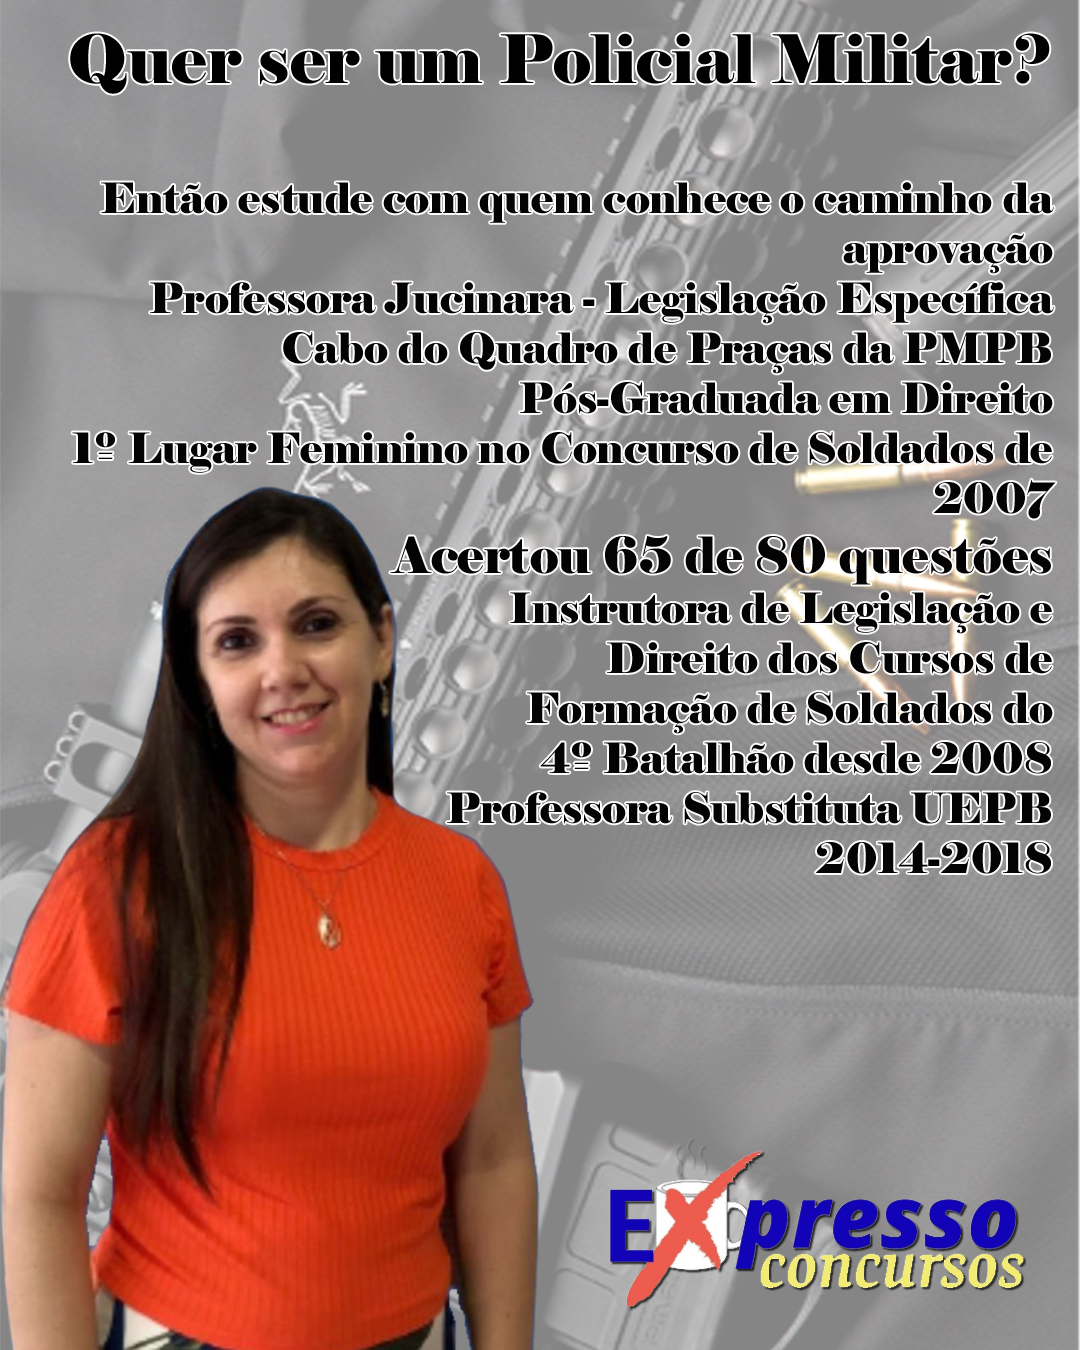 Quer ser um Policial Militar?
Então estude com quem conhece o caminho da
aprovação
Professora Jucinara - Legislação Específica
Cabo do Quadro de Praças da PMPB
Pós-Graduada em Direito
1º Lugar Feminino no Concurso de Soldados de
2007
Acertou 65 de 80 questões
Instrutora de Legislação e
Direito dos Cursos de
Formação de Soldados do
4º Batalhão desde 2008
Professora Substituta UEPB
2014-2018
Expresso
concursos